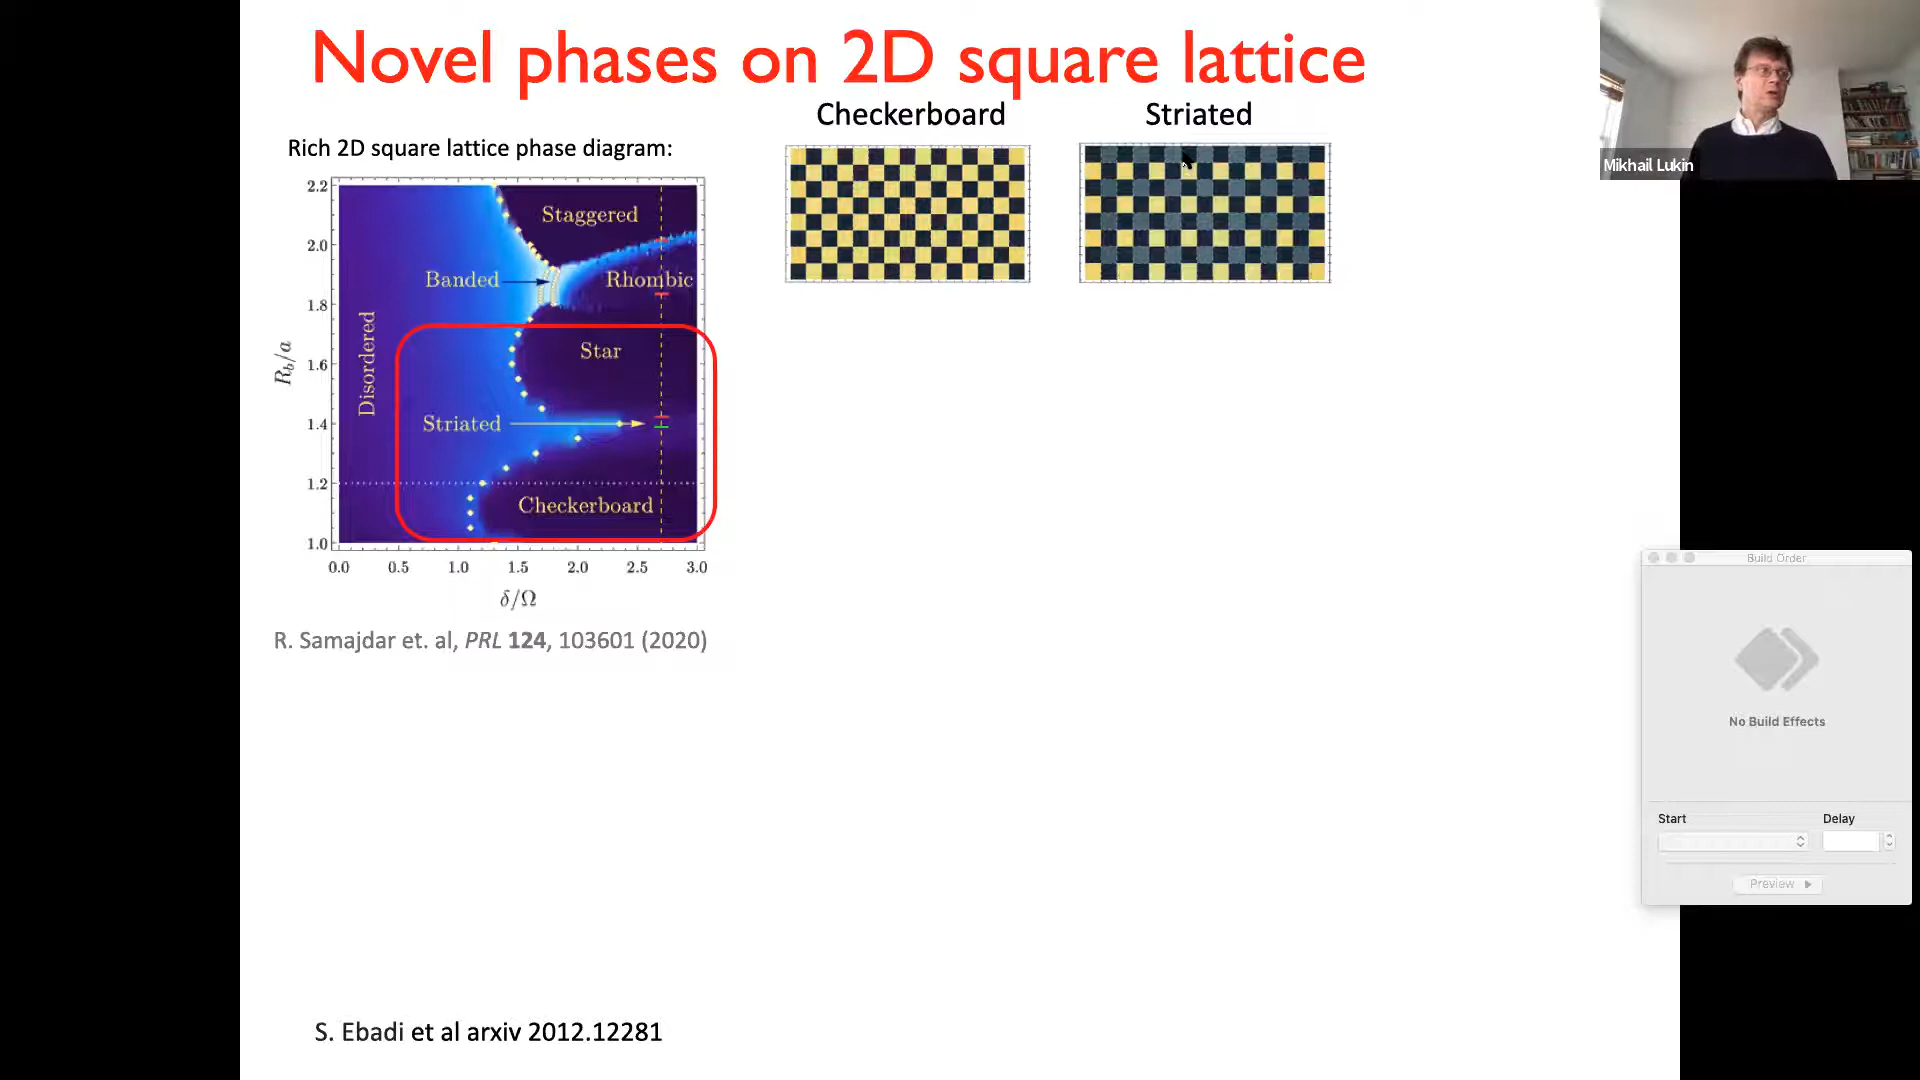 Novel phases on 2D square lattice
Checkerboard
Striated
Rich 2D square lattice phase diagram:
2.2
2.0
1.8
1.6
1.4
1.2
1.0
R_b/a
Staggered
Banded
Rhombic
Disordered
Star
Striated
Checkerboard
0.0 0.5 1.0 1.5 2.0 2.5 3.0
δ/Ω
R. Samajdar et. al, PRL 124, 103601 (2020)
S. Ebadi et al arxiv 2012.12281
Mikhail Lukin
Build Order
No Build Effects
Start Delay
Preview